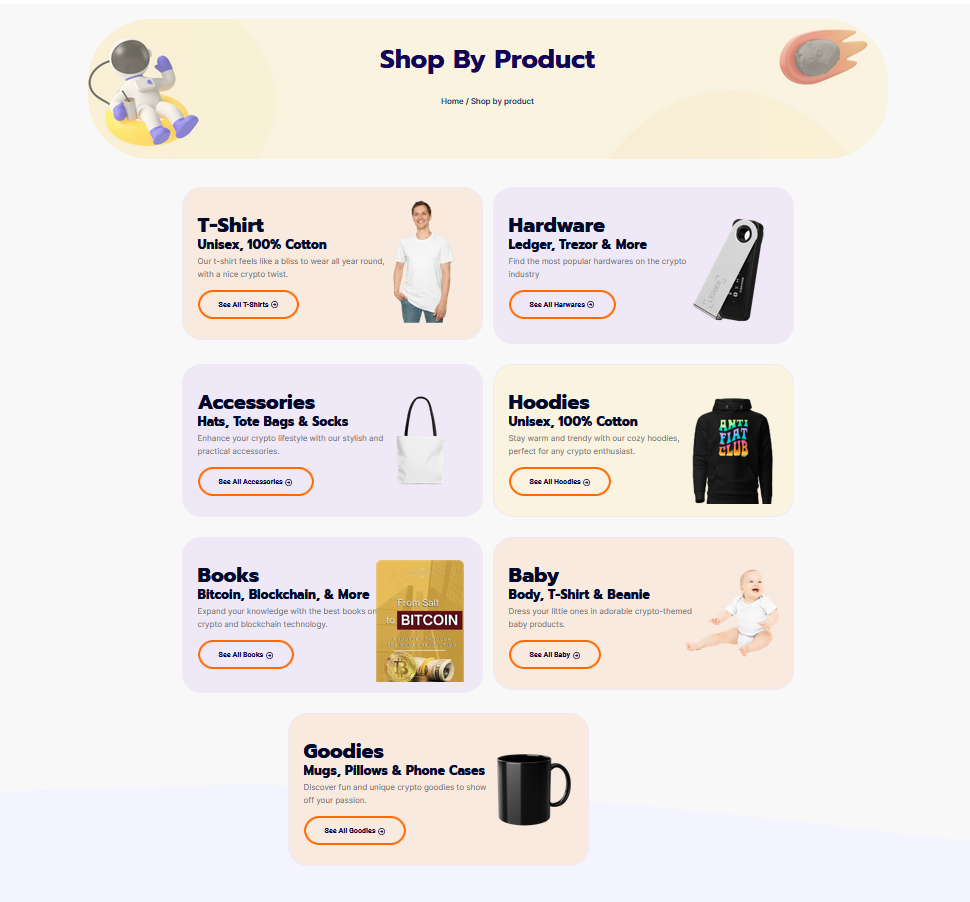 Shop By Product
Home / Shop by product
T-Shirt
Unisex, 100% Cotton
Our t-shirt feels like a bliss to wear all year round,
with a nice crypto twist.
See All T-Shirts
Hardware
Ledger, Trezor & More
Find the most popular hardwares on the crypto
industry
See All Harwares
LEDGER
Accessories
Hats, Tote Bags & Socks
Enhance your crypto lifestyle with our stylish and
practical accessories.
See All Accessories
Hoodies
Unisex, 100% Cotton
Stay warm and trendy with our cozy hoodies,
perfect for any crypto enthusiast.
See All Hoodies
ANTI
FIAT
CLUB
Books
Bitcoin, Blockchain, & More
Expand your knowledge with the best books on
crypto and blockchain technology.
See All Books
From Salt
to BITCOIN
Baby
Body, T-Shirt & Beanie
Dress your little ones in adorable crypto-themed
baby products.
See All Baby
Goodies
Mugs, Pillows & Phone Cases
Discover fun and unique crypto goodies to show
off your passion.
See All Goodies